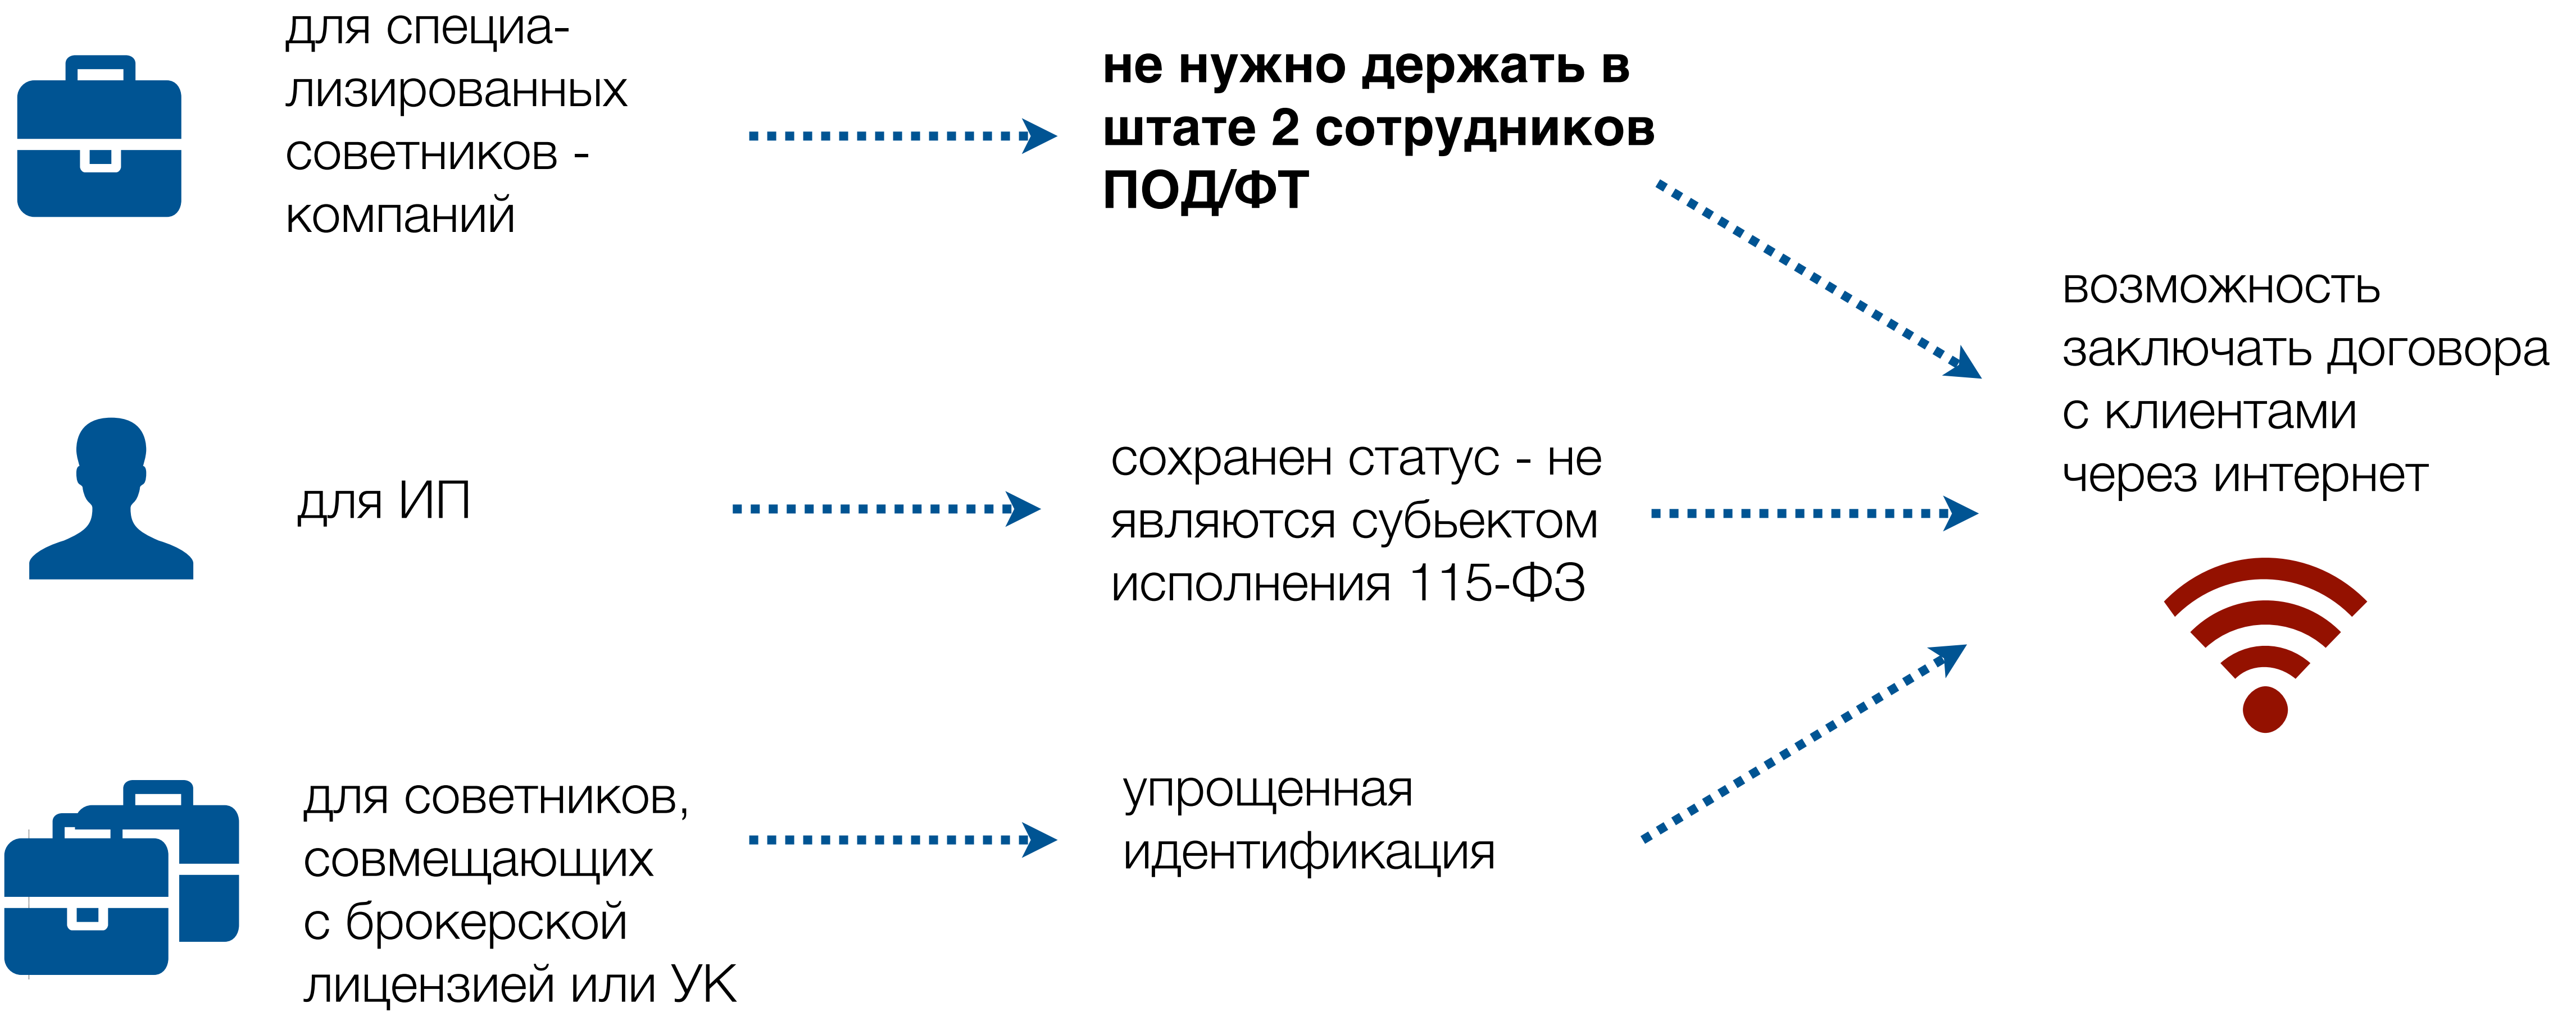 для специа-
лизированных
советников -
компаний
не нужно держать в
штате 2 сотрудников
ПОД/ФТ
для ИП
сохранен статус - не
являются субьектом
исполнения 115-ФЗ
для советников,
совмещающих
с брокерской
лицензией или УК
упрощенная
идентификация
возможность
заключать договора
с клиентами
через интернет